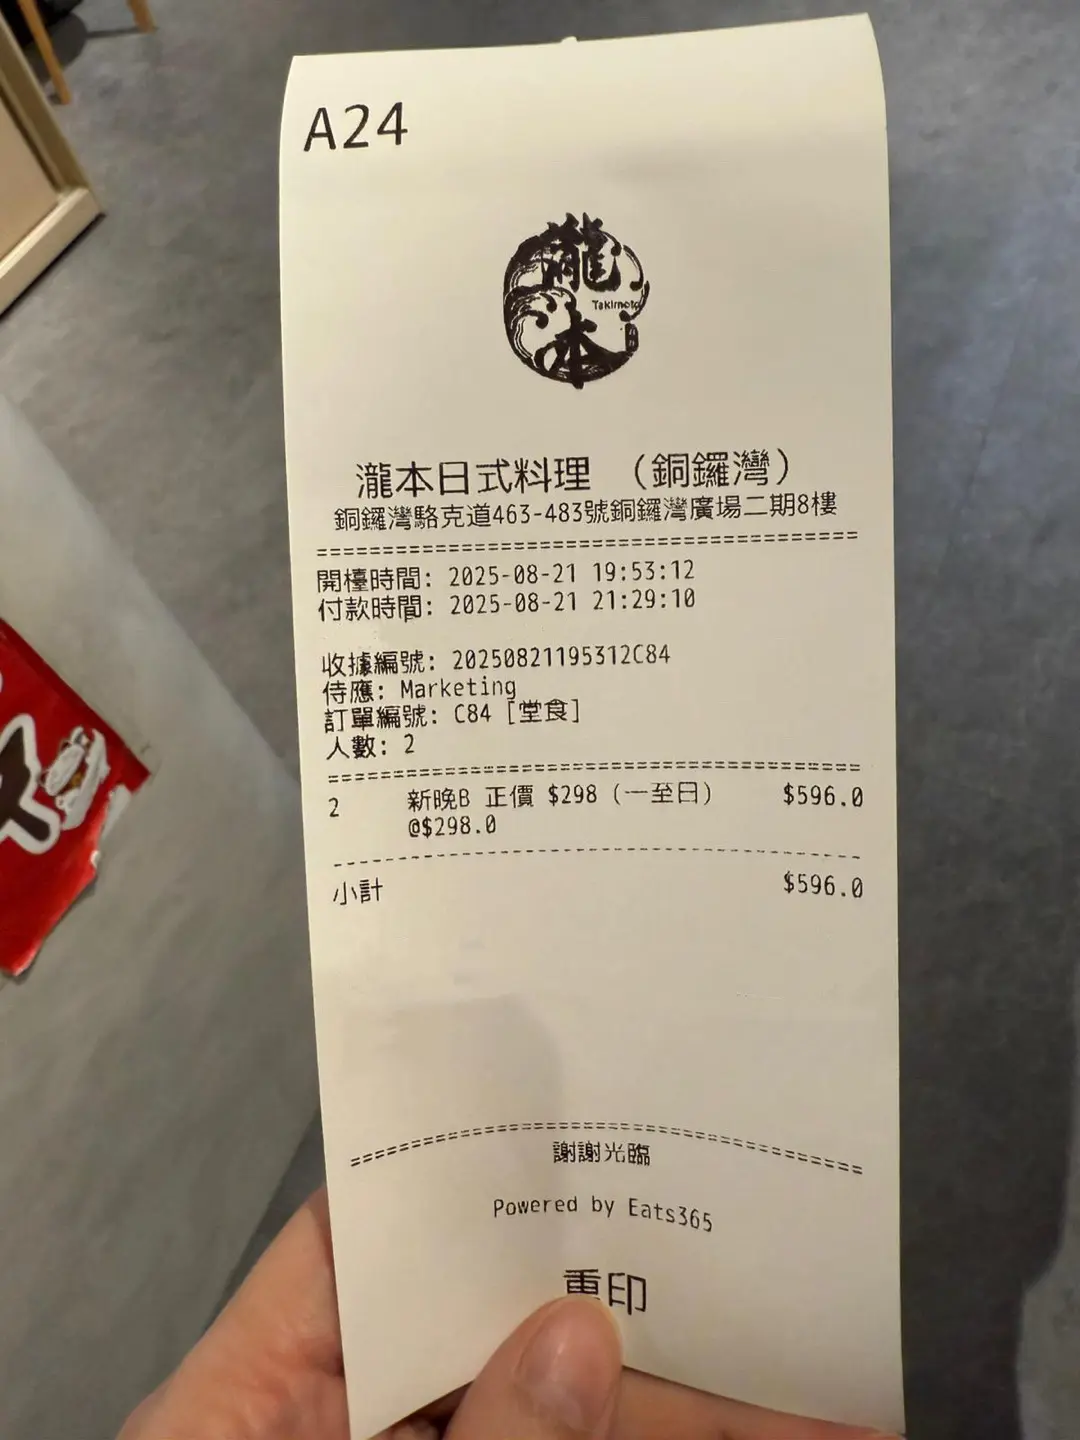 A24
瀧本
Takimoto
瀧本日式料理 （銅鑼灣）
銅鑼灣駱克道463-483號銅鑼灣廣場二期8樓
開檯時間: 2025-08-21 19:53:12
付款時間: 2025-08-21 21:29:10
收據編號: 20250821195312C84
侍應: Marketing
訂單編號: C84 [堂食]
人數: 2
2 新晚B 正價 $298 (一至日) $596.0
@$298.0
小計 $596.0
謝謝光臨
Powered by Eats365
重印